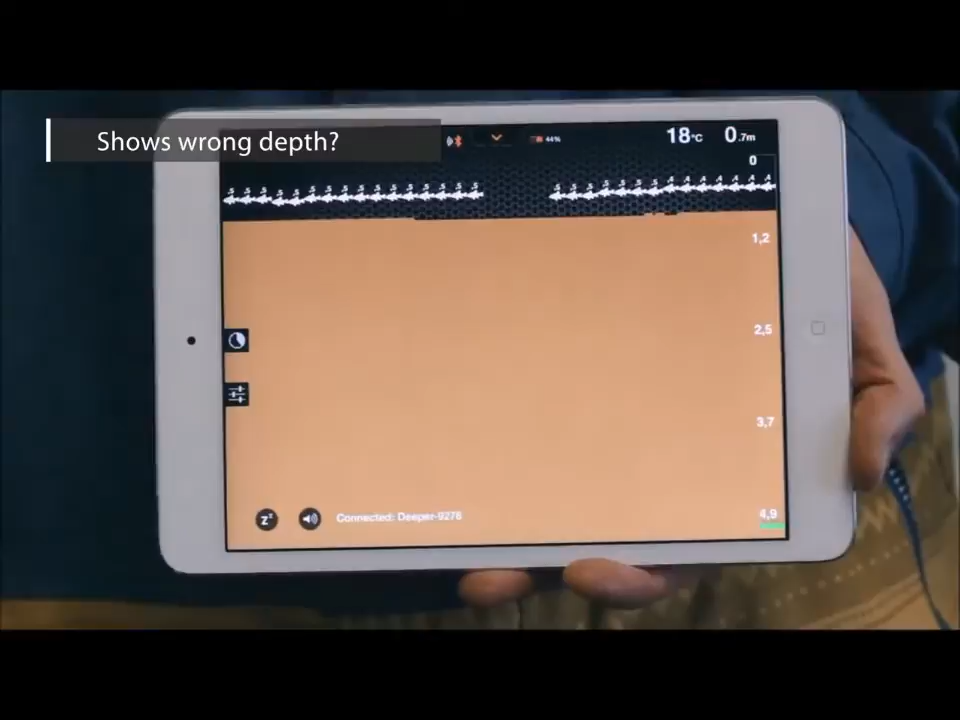 Shows wrong depth?
44%
18°C
0.7m
0
1,2
2,5
3,7
4,9
zz
Connected: Deeper-9276